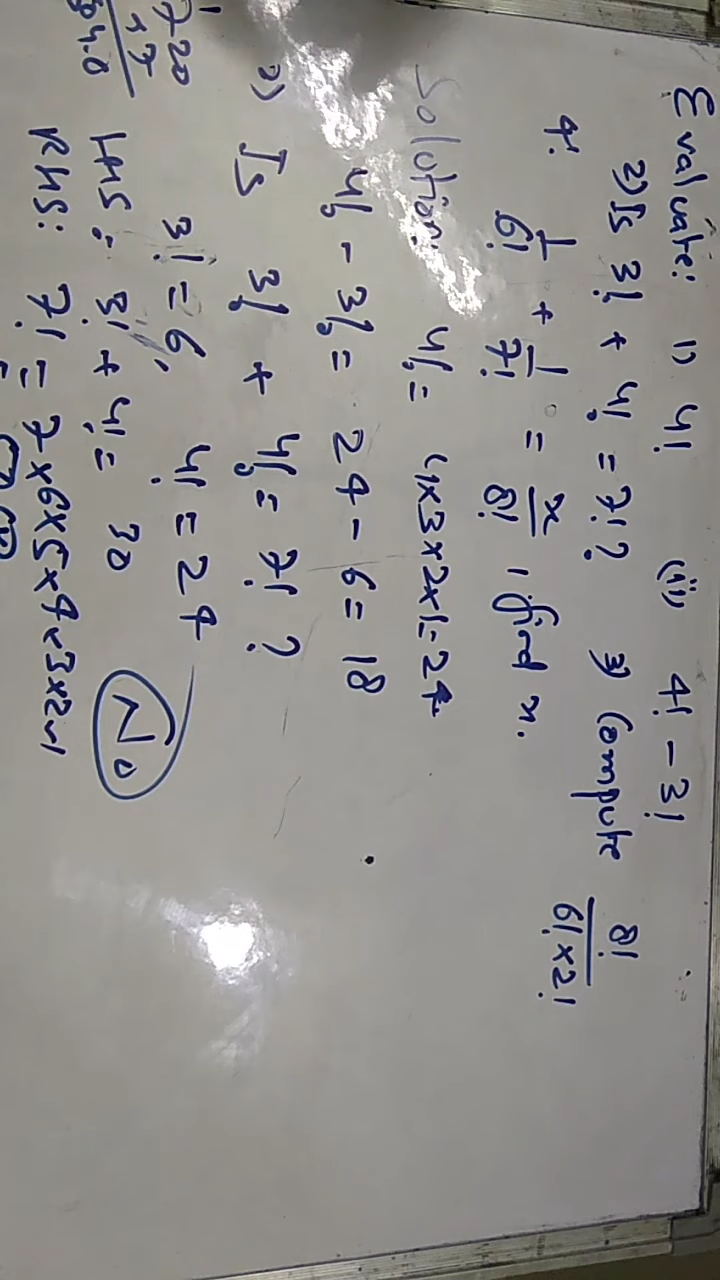 Evaluate: 1) 4! (ii) 4! - 3!
2) Is 3! + 4! = 7!? 3) Compute 8!/6!×2!
4. 1/6! + 1/7! = x/8!, find x.
Solution: 4! = 4×3×2×1=24
4! - 3! = 24 - 6 = 18
2) Is 3! + 4! = 7!?
3! = 6, 4! = 24
LHS: 3! + 4! = 30
RHS: 7! = 7×6×5×4×3×2×1
No
720
×7